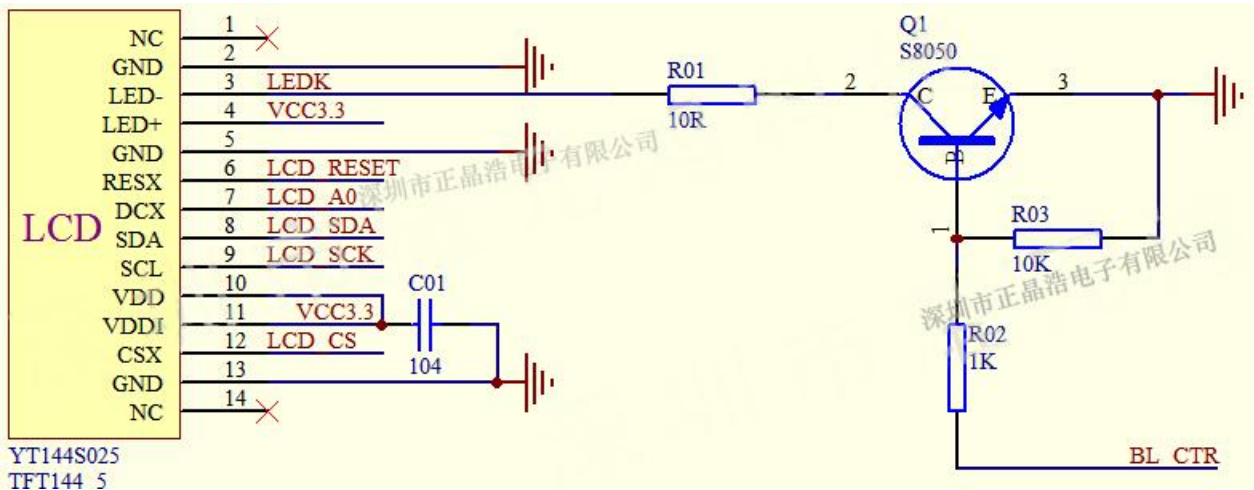 NC 1
GND 2
LED- 3 LEDK
LED+ 4 VCC3.3
GND 5
RESX 6 LCD_RESET
DCX 7 LCD_A0
SDA 8 LCD_SDA
SCL 9 LCD_SCK
VDD 10
VDDI 11 VCC3.3
CSX 12 LCD_CS
GND 13
NC 14
LCD
YT144S025
TFT144_5
C01
104
R01
10R
Q1
S8050
2 C E 3
B
1
R03
10K
R02
1K
BL_CTR
深圳市正晶浩电子有限公司
深圳市正晶浩电子有限公司